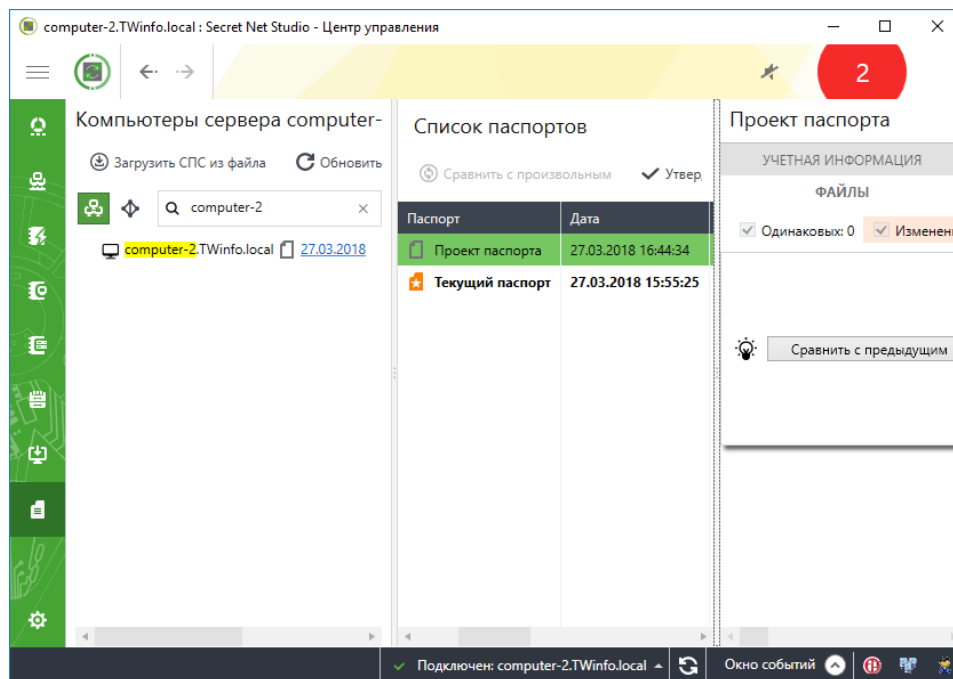 computer-2.TWinfo.local : Secret Net Studio - Центр управления
2
Компьютеры сервера computer-
Загрузить СПС из файла Обновить
computer-2
computer-2.TWinfo.local 27.03.2018
Список паспортов
Сравнить с произвольным Утвер
Паспорт Дата
Проект паспорта 27.03.2018 16:44:34
Текущий паспорт 27.03.2018 15:55:25
Проект паспорта
УЧЕТНАЯ ИНФОРМАЦИЯ
ФАЙЛЫ
Одинаковых: 0 Изменен
Сравнить с предыдущим
Подключен: computer-2.TWinfo.local Окно событий